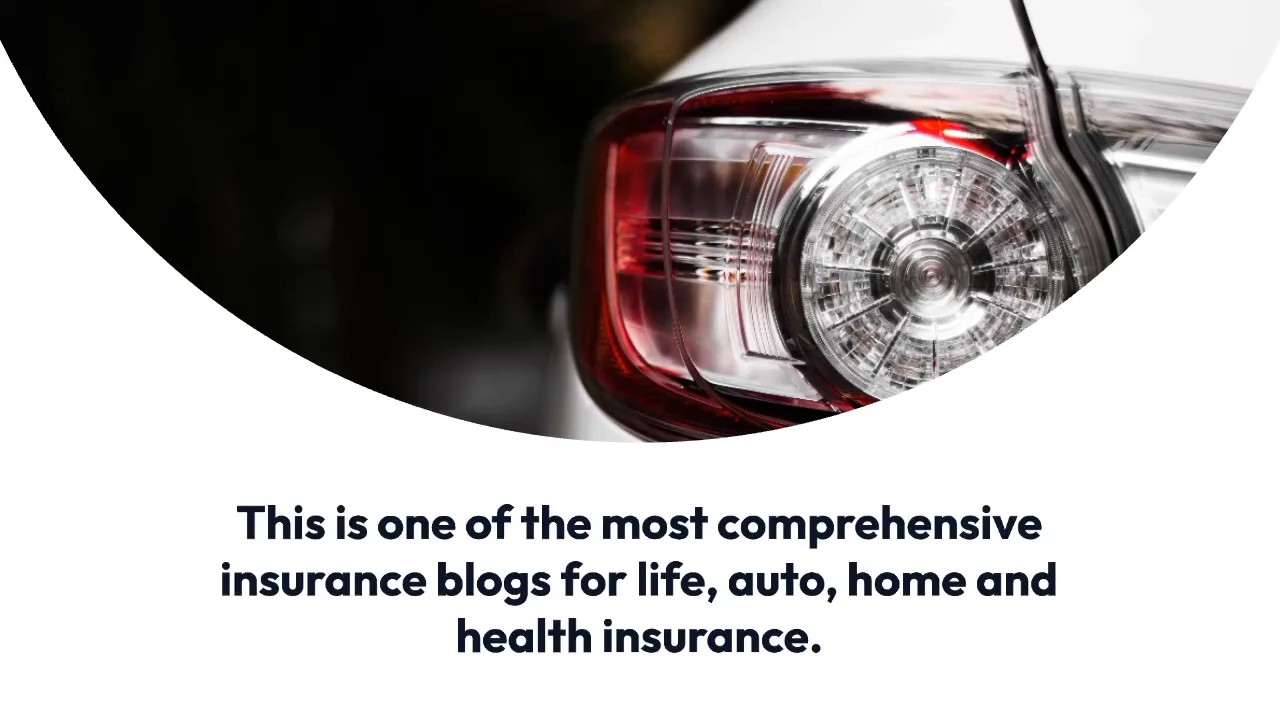 This is one of the most comprehensive
insurance blogs for life, auto, home and
health insurance.